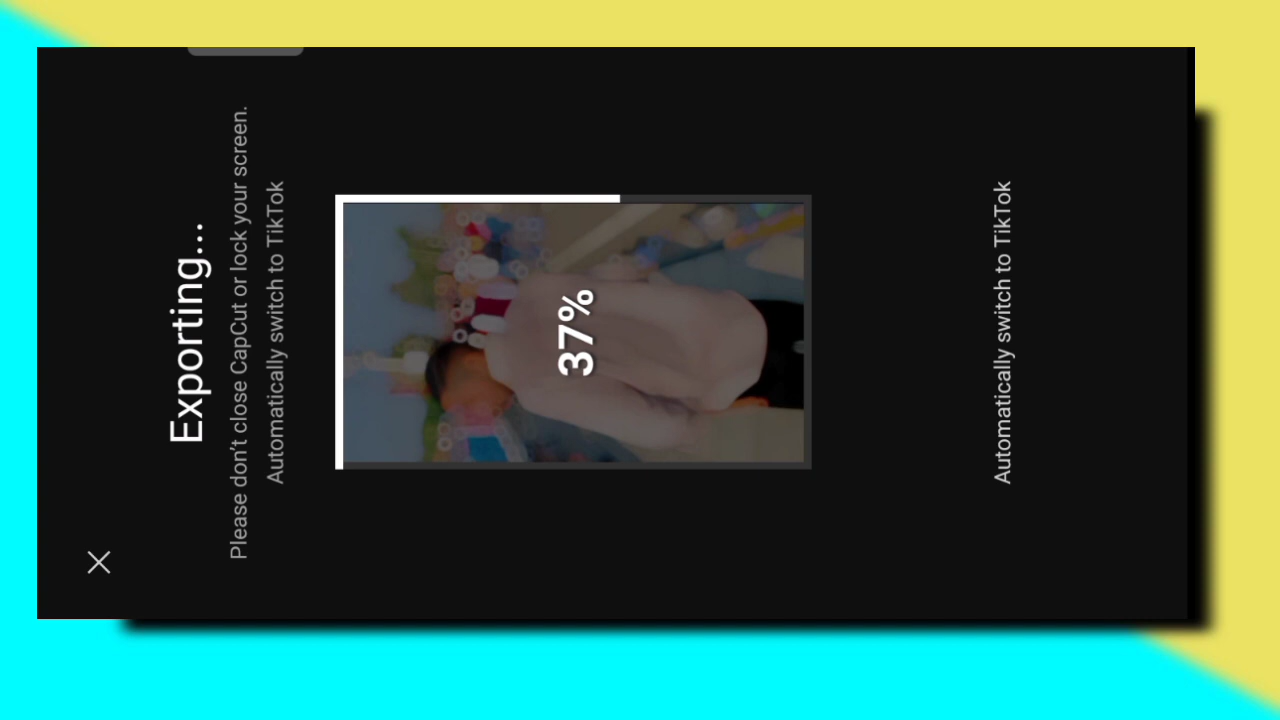 Exporting...
Please don't close CapCut or lock your screen.
Automatically switch to TikTok
37%
Automatically switch to TikTok